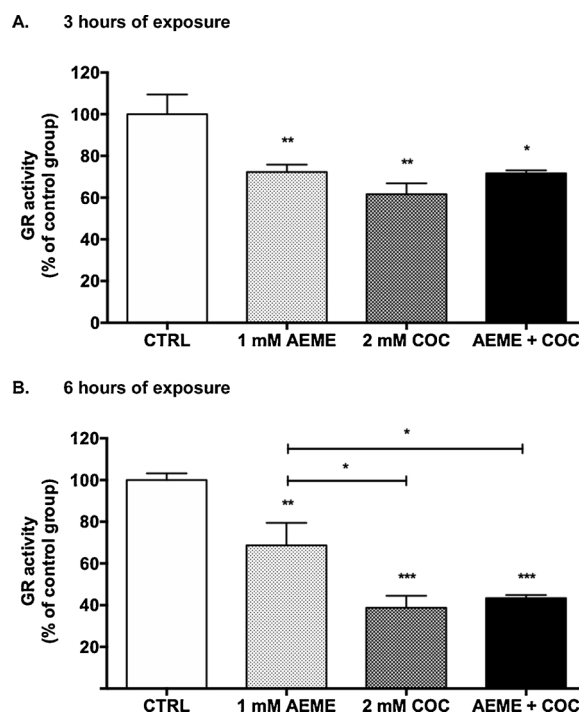 A. 3 hours of exposure
120
100
80
60
40
20
0
GR activity
(% of control group)
**
**
*
CTRL 1 mM AEME 2 mM COC AEME + COC
B. 6 hours of exposure
120
100
80
60
40
20
GR activity
(% of control group)
*
*
**
***
***
CTRL 1 mM AEME 2 mM COC AEME + COC